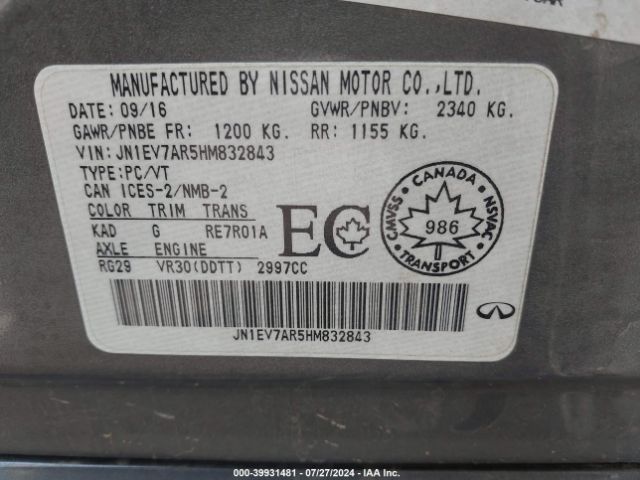 MANUFACTURED BY NISSAN MOTOR CO.,LTD.
DATE: 09/16 GVWR/PNBV: 2340 KG.
GAWR/PNBE FR: 1200 KG. RR: 1155 KG.
VIN: JN1EV7AR5HM832843
TYPE:PC/VT
CAN ICES-2/NMB-2
COLOR TRIM TRANS
KAD G RE7R01A
AXLE ENGINE
RG29 VR30(DDTT) 2997CC
EC
CANADA
CMVSS 986 NSVAC
TRANSPORT
JN1EV7AR5HM832843
000-39931481 - 07/27/2024 - IAA Inc.